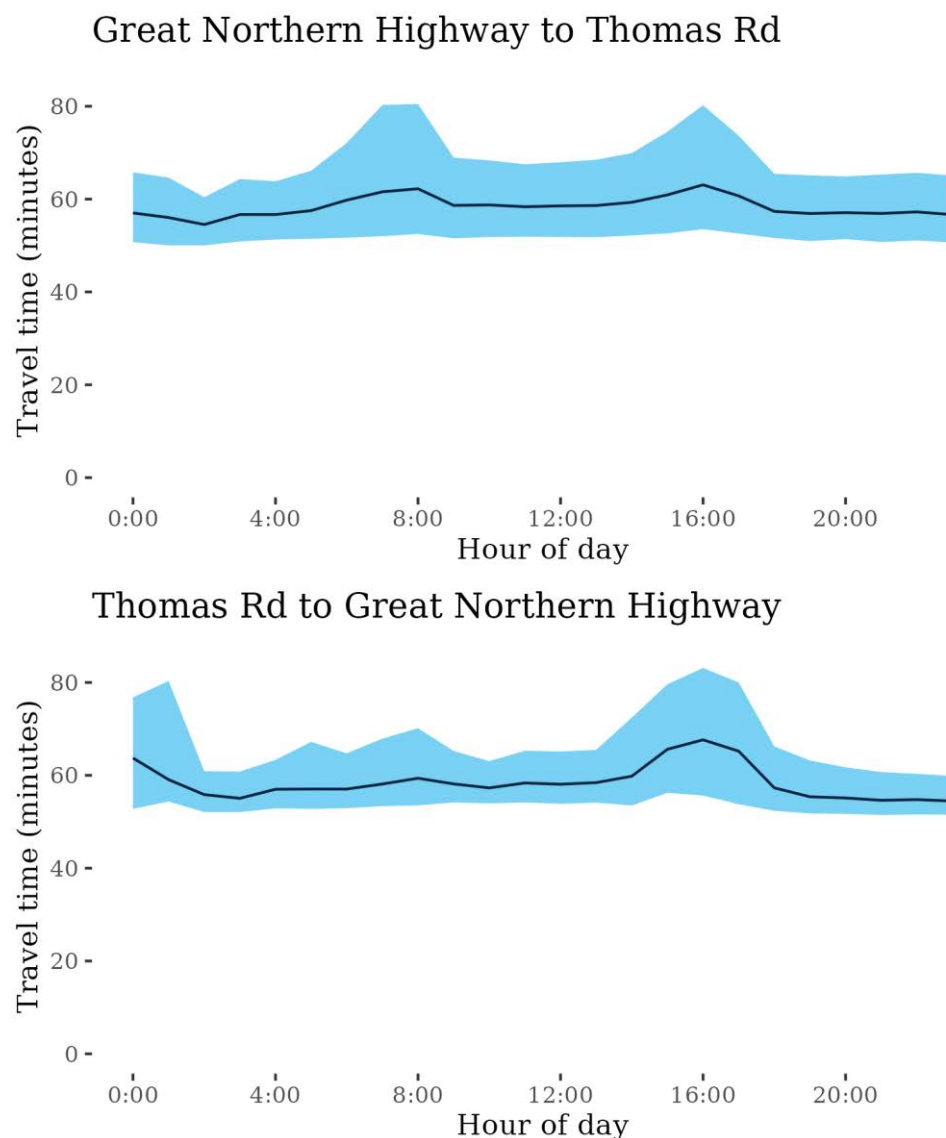 Great Northern Highway to Thomas Rd
Travel time (minutes)
80
60
40
20
0
0:00 4:00 8:00 12:00 16:00 20:00
Hour of day
Thomas Rd to Great Northern Highway
Travel time (minutes)
80
60
40
20
0
0:00 4:00 8:00 12:00 16:00 20:00
Hour of day